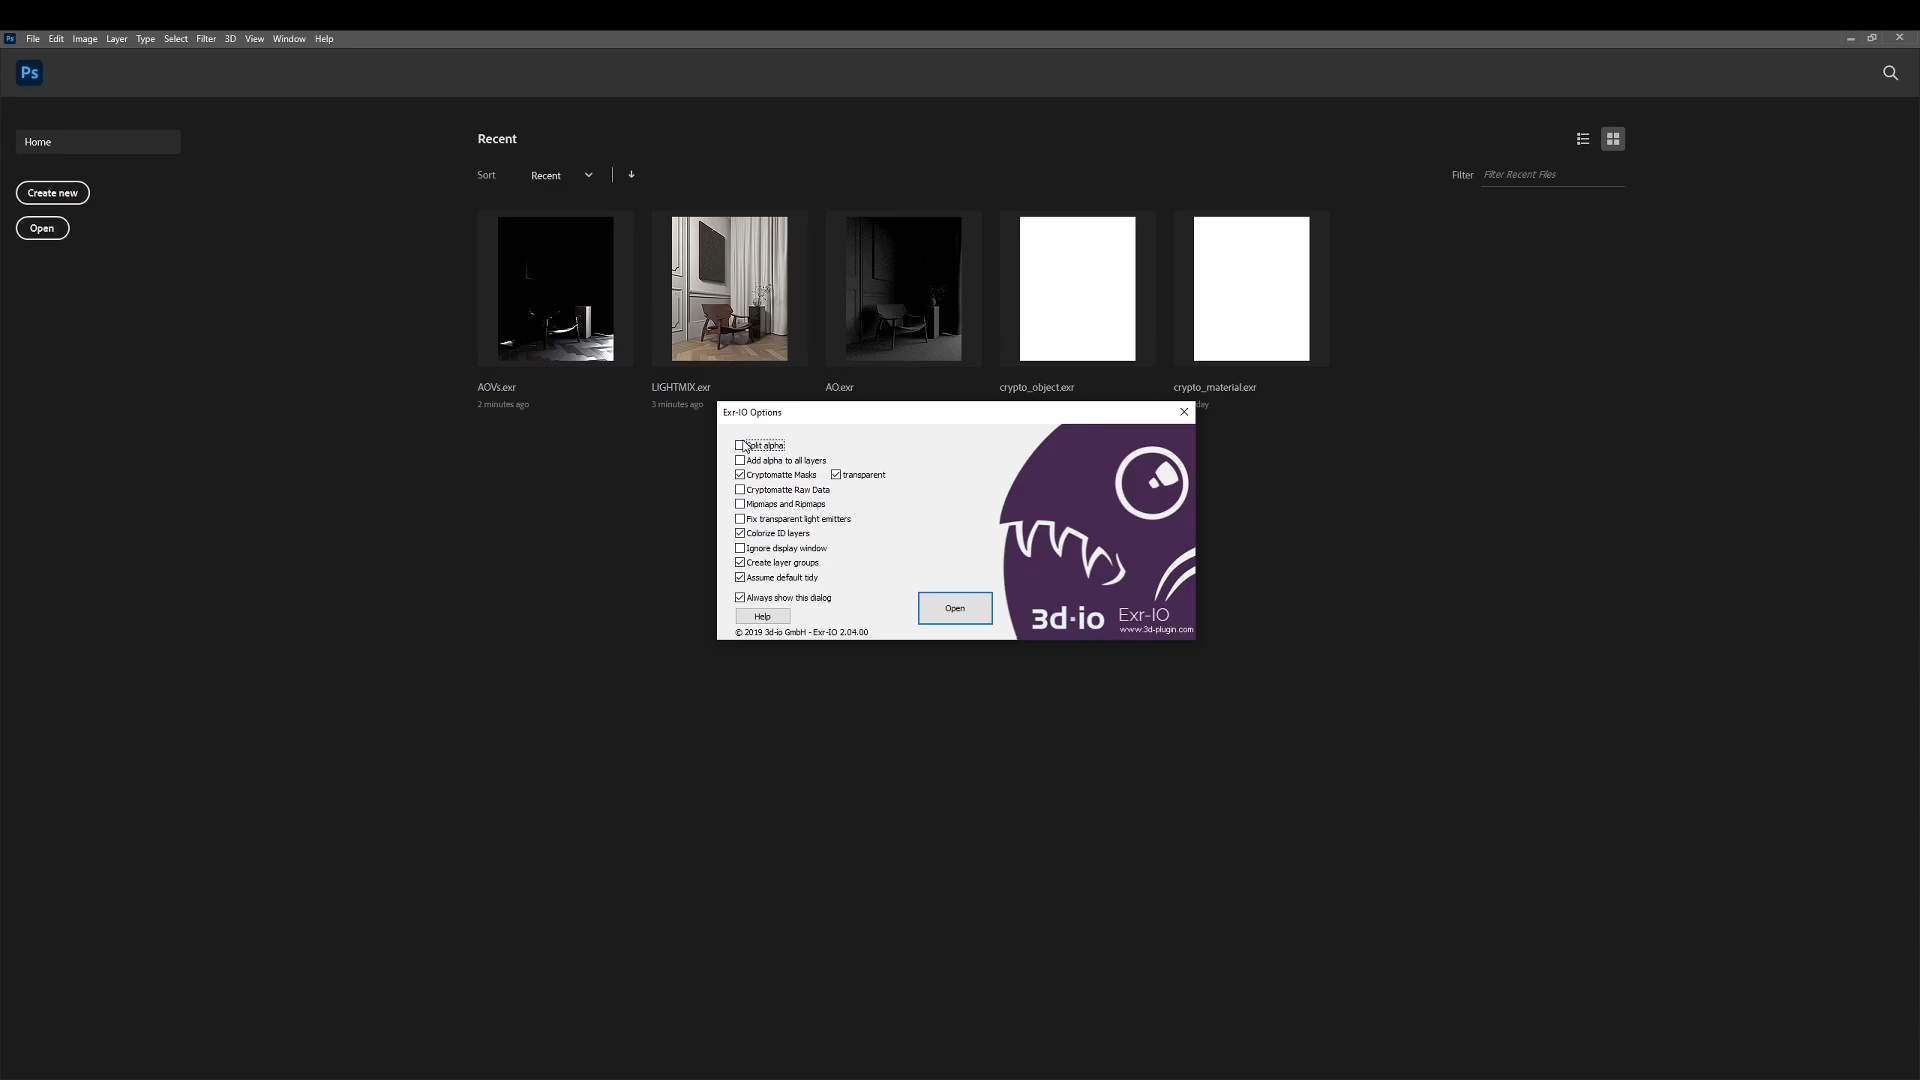 Ps File Edit Image Layer Type Select Filter 3D View Window Help
Ps
Home
Create new
Open
Recent
Sort Recent
Filter Filter Recent Files
AOVs.exr LIGHTMIX.exr AO.exr crypto_object.exr crypto_material.exr
2 minutes ago 3 minutes ago day
Exr-IO Options
Split alpha
Add alpha to all layers
Cryptomatte Masks transparent
Cryptomatte Raw Data
Mipmaps and Ripmaps
Fix transparent light emitters
Colorize ID layers
Ignore display window
Create layer groups
Assume default tidy
Always show this dialog
Help
Open
© 2019 3d-io GmbH - Exr-IO 2.04.00
3d-io Exr-IO
www.3d-plugin.com